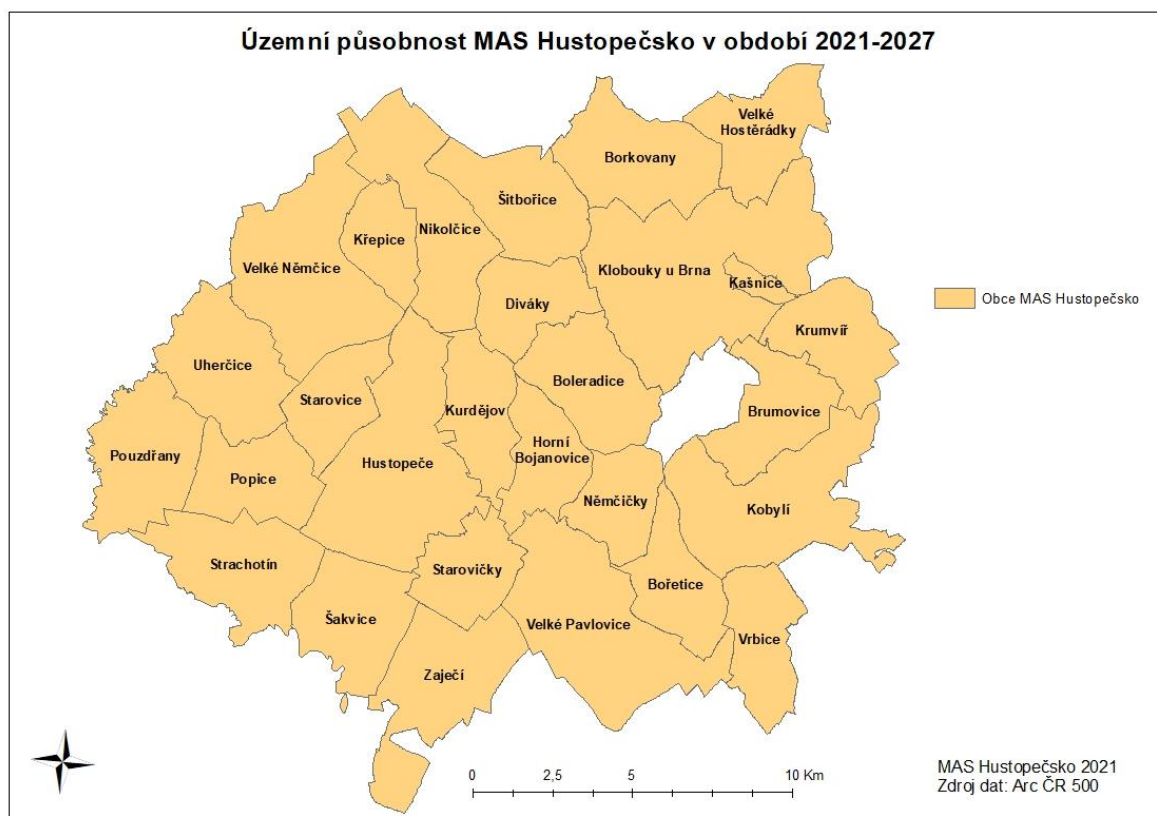 Územní působnost MAS Hustopečsko v období 2021-2027
Velké
Hostěrádky
Borkovany
Šitbořice
Nikolčice
Křepice
Velké Němčice
Klobouky u Brna
Kašnice
Diváky
Krumvíř
Uherčice
Starovice
Kurdějov
Boleradice
Brumovice
Pouzdřany
Popice
Hustopeče
Horní
Bojanovice
Němčičky
Kobylí
Strachotín
Starovičky
Bořetice
Šakvice
Velké Pavlovice
Vrbice
Zaječí
Obce MAS Hustopečsko
0 2,5 5 10 Km
MAS Hustopečsko 2021
Zdroj dat: Arc ČR 500